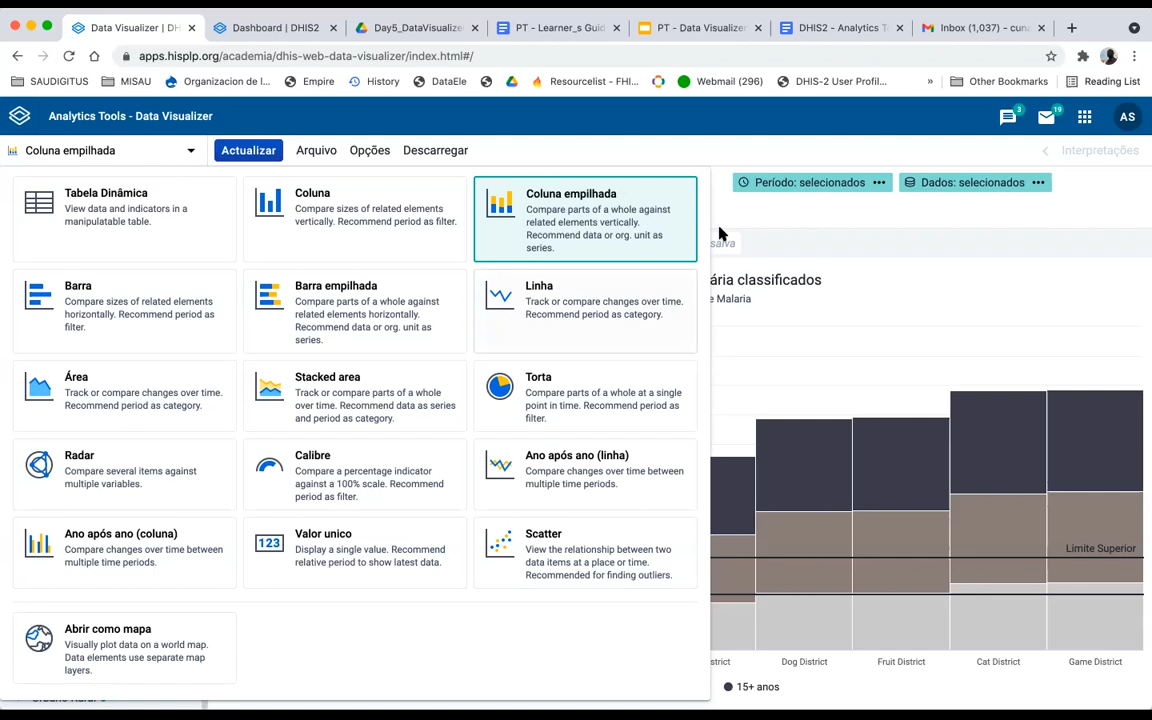 Data Visualizer | DH
Dashboard | DHIS2
Day5_DataVisualize
PT - Learner_s Guid
PT - Data Visualizer
DHIS2 - Analytics To
Inbox (1,037) - cuna
apps.hisplp.org/academia/dhis-web-data-visualizer/index.html#/
SAUDIGITUS
MISAU
Organizacion de I...
Empire
History
DataEle
Resourcelist - FHI...
Webmail (296)
DHIS-2 User Profil...
»
Other Bookmarks
Reading List
Analytics Tools - Data Visualizer
3
19
AS
Coluna empilhada
Actualizar
Arquivo
Opções
Descarregar
Interpretações
Tabela Dinâmica
View data and indicators in a
manipulatable table.
Coluna
Compare sizes of related elements
vertically. Recommend period as filter.
Coluna empilhada
Compare parts of a whole against
related elements vertically.
Recommend data or org. unit as
series.
Período: selecionados
Dados: selecionados
salva
Barra
Compare sizes of related elements
horizontally. Recommend period as
filter.
Barra empilhada
Compare parts of a whole against
related elements horizontally.
Recommend data or org. unit as
series.
Linha
Track or compare changes over time.
Recommend period as category.
ária classificados
e Malaria
Área
Track or compare changes over time.
Recommend period as category.
Stacked area
Track or compare parts of a whole
over time. Recommend data as series
and period as category.
Torta
Compare parts of a whole at a single
point in time. Recommend period as
filter.
Radar
Compare several items against
multiple variables.
Calibre
Compare a percentage indicator
against a 100% scale. Recommend
period as filter.
Ano após ano (linha)
Compare changes over time between
multiple time periods.
Ano após ano (coluna)
Compare changes over time between
multiple time periods.
Valor unico
123
Display a single value. Recommend
relative period to show latest data.
Scatter
View the relationship between two
data items at a place or time.
Recommended for finding outliers.
Limite Superior
Abrir como mapa
Visually plot data on a world map.
Data elements use separate map
layers.
strict
Dog District
Fruit District
Cat District
Game District
15+ anos